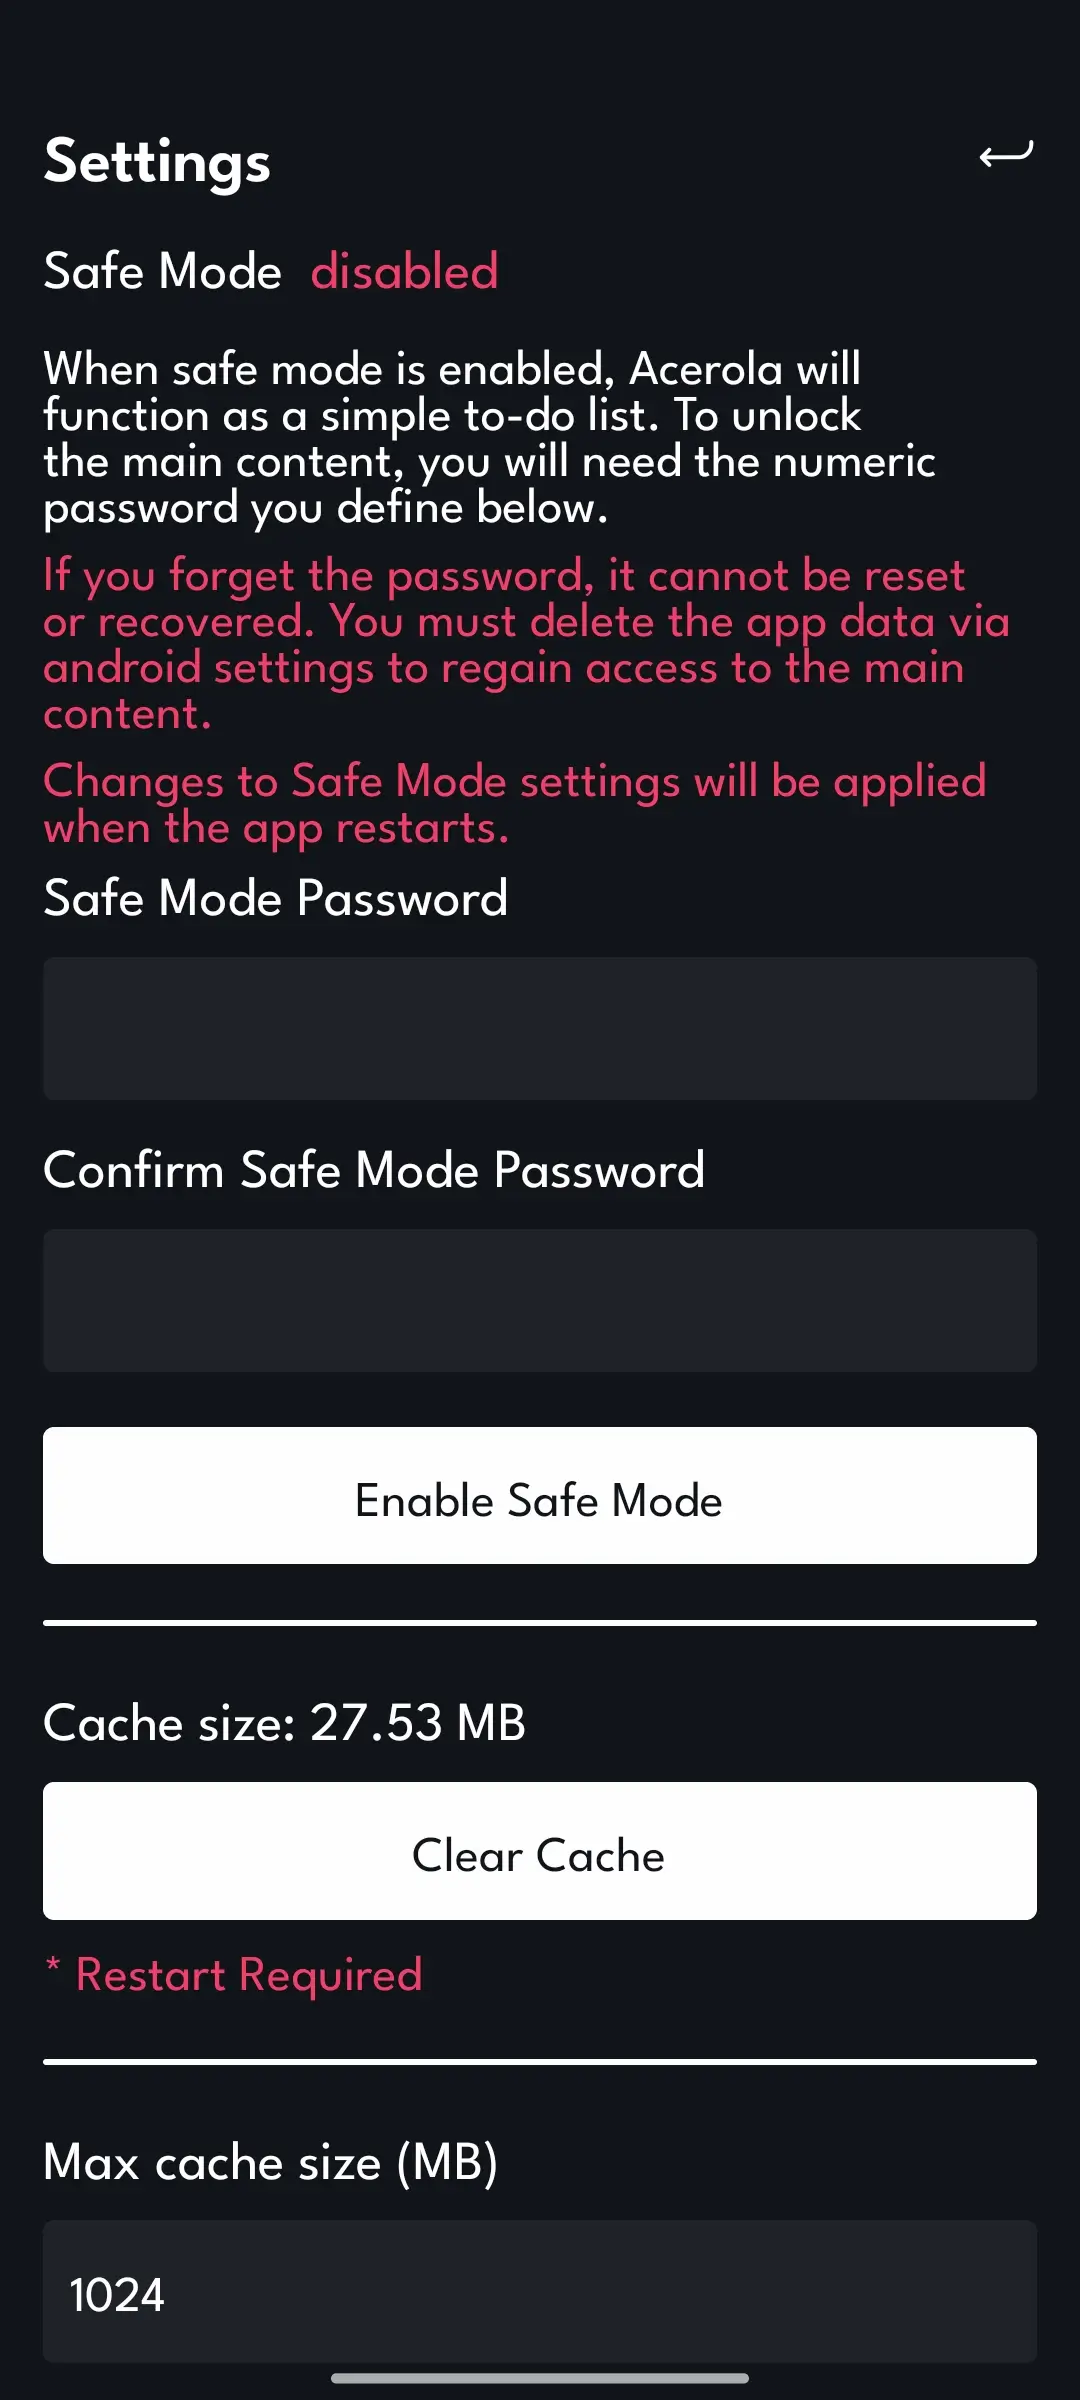 Settings
Safe Mode disabled
When safe mode is enabled, Acerola will
function as a simple to-do list. To unlock
the main content, you will need the numeric
password you define below.
If you forget the password, it cannot be reset
or recovered. You must delete the app data via
android settings to regain access to the main
content.
Changes to Safe Mode settings will be applied
when the app restarts.
Safe Mode Password
Confirm Safe Mode Password
Enable Safe Mode
Cache size: 27.53 MB
Clear Cache
* Restart Required
Max cache size (MB)
1024